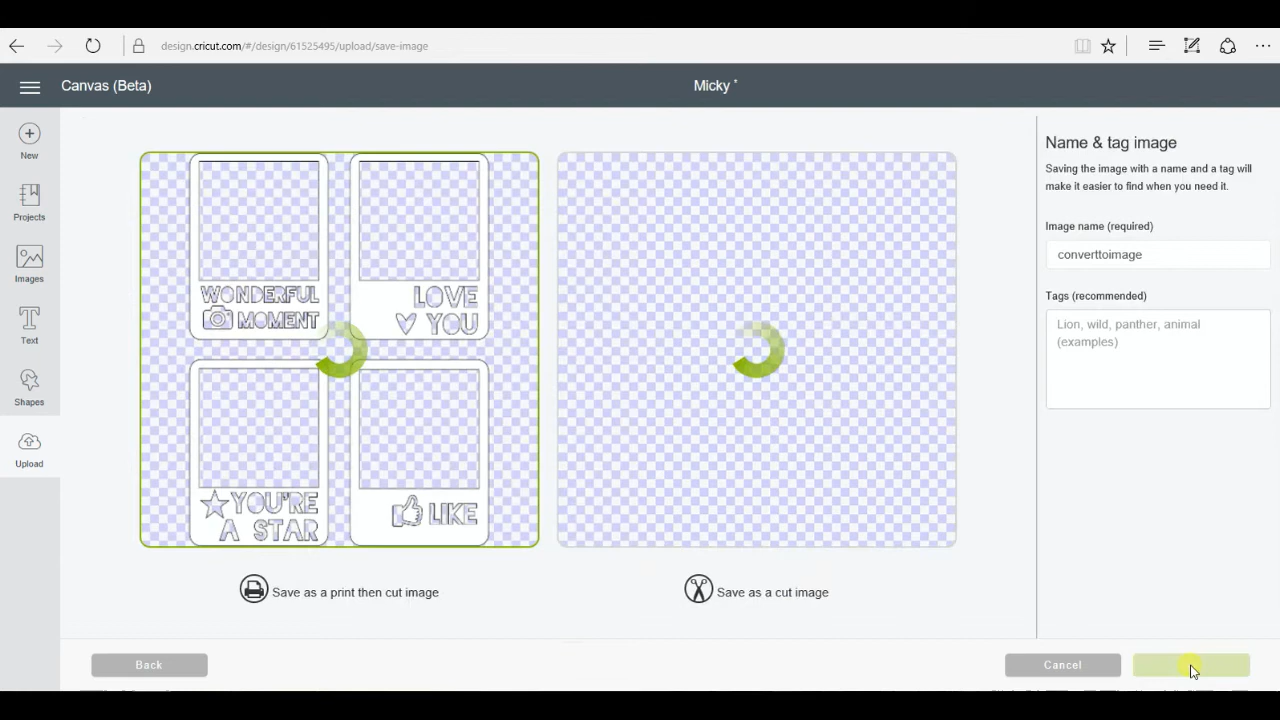 design.cricut.com/#/design/61525495/upload/save-image
Canvas (Beta)
Micky *
New
Projects
Images
Text
Shapes
Upload
WONDERFUL
MOMENT
LOVE
YOU
YOU'RE
A STAR
LIKE
Save as a print then cut image
Save as a cut image
Name & tag image
Saving the image with a name and a tag will
make it easier to find when you need it.
Image name (required)
converttoimage
Tags (recommended)
Lion, wild, panther, animal
(examples)
Back
Cancel